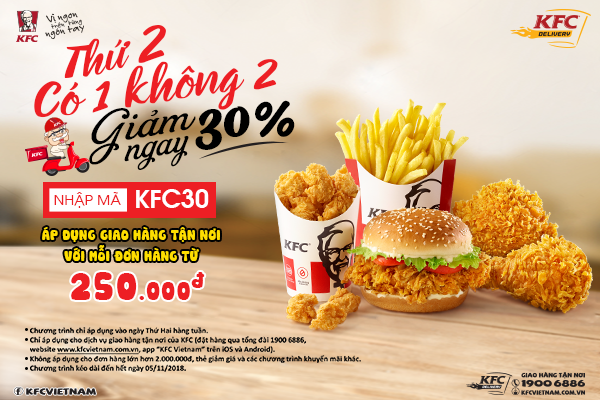 KFC
Vị ngon
trên từng
ngón tay
KFC
DELIVERY
Thứ 2
Có 1 không 2
Giảm
ngay 30%
KFC
NHẬP MÃ KFC30
ÁP DỤNG GIAO HÀNG TẬN NƠI
VỚI MỖI ĐƠN HÀNG TỪ
250.000đ
KFC
KFC
* Chương trình chỉ áp dụng vào ngày Thứ Hai hàng tuần.
* Chỉ áp dụng cho dịch vụ giao hàng tận nơi của KFC (đặt hàng qua tổng đài 1900 6886,
website www.kfcvietnam.com.vn, app “KFC Vietnam” trên iOS và Android).
* Không áp dụng cho đơn hàng lớn hơn 2.000.000đ, thẻ giảm giá và các chương trình khuyến mãi khác.
* Chương trình kéo dài đến hết ngày 05/11/2018.
f KFCVIETNAM
KFC
DELIVERY
GIAO HÀNG TẬN NƠI
1900 6886
WWW.KFCVIETNAM.COM.VN